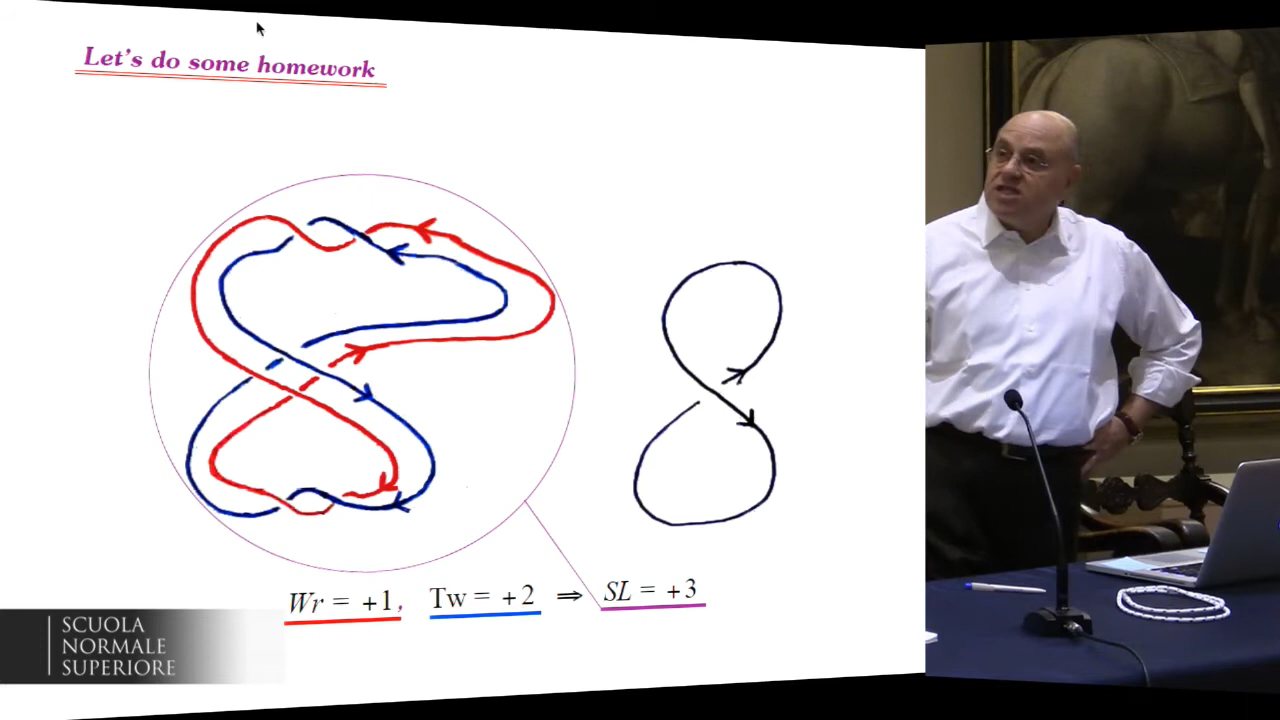 Let's do some homework
Wr = +1, Tw = +2 ⇒ SL = +3
SCUOLA
NORMALE
SUPERIORE